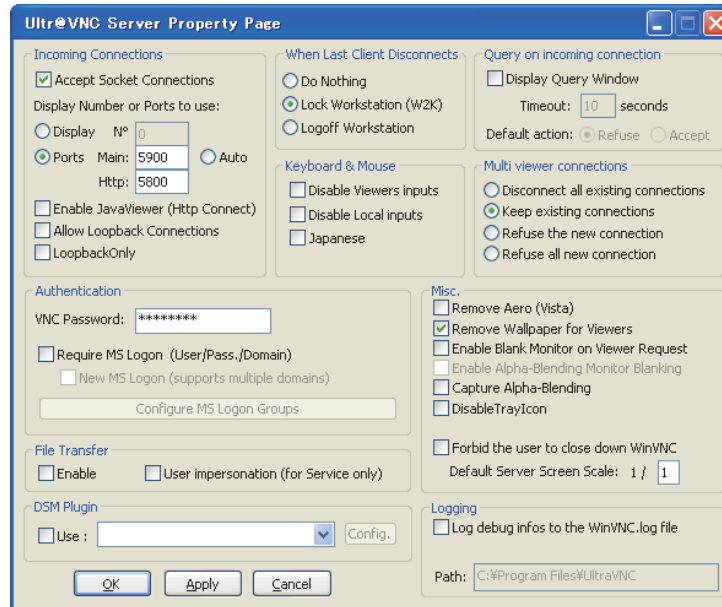 Ultr@VNC Server Property Page
Incoming Connections
Accept Socket Connections
Display Number or Ports to use:
Display N° 0
Ports Main: 5900 Auto
Http: 5800
Enable JavaViewer (Http Connect)
Allow Loopback Connections
LoopbackOnly
When Last Client Disconnects
Do Nothing
Lock Workstation (W2K)
Logoff Workstation
Keyboard & Mouse
Disable Viewers inputs
Disable Local inputs
Japanese
Query on incoming connection
Display Query Window
Timeout: 10 seconds
Default action: Refuse Accept
Multi viewer connections
Disconnect all existing connections
Keep existing connections
Refuse the new connection
Refuse all new connection
Authentication
VNC Password: ********
Require MS Logon (User/Pass./Domain)
New MS Logon (supports multiple domains)
Configure MS Logon Groups
File Transfer
Enable User impersonation (for Service only)
DSM Plugin
Use : Config.
Misc.
Remove Aero (Vista)
Remove Wallpaper for Viewers
Enable Blank Monitor on Viewer Request
Enable Alpha-Blending Monitor Blanking
Capture Alpha-Blending
DisableTrayIcon
Forbid the user to close down WinVNC
Default Server Screen Scale: 1 / 1
Logging
Log debug infos to the WinVNC.log file
Path: C:¥Program Files¥UltraVNC
OK Apply Cancel